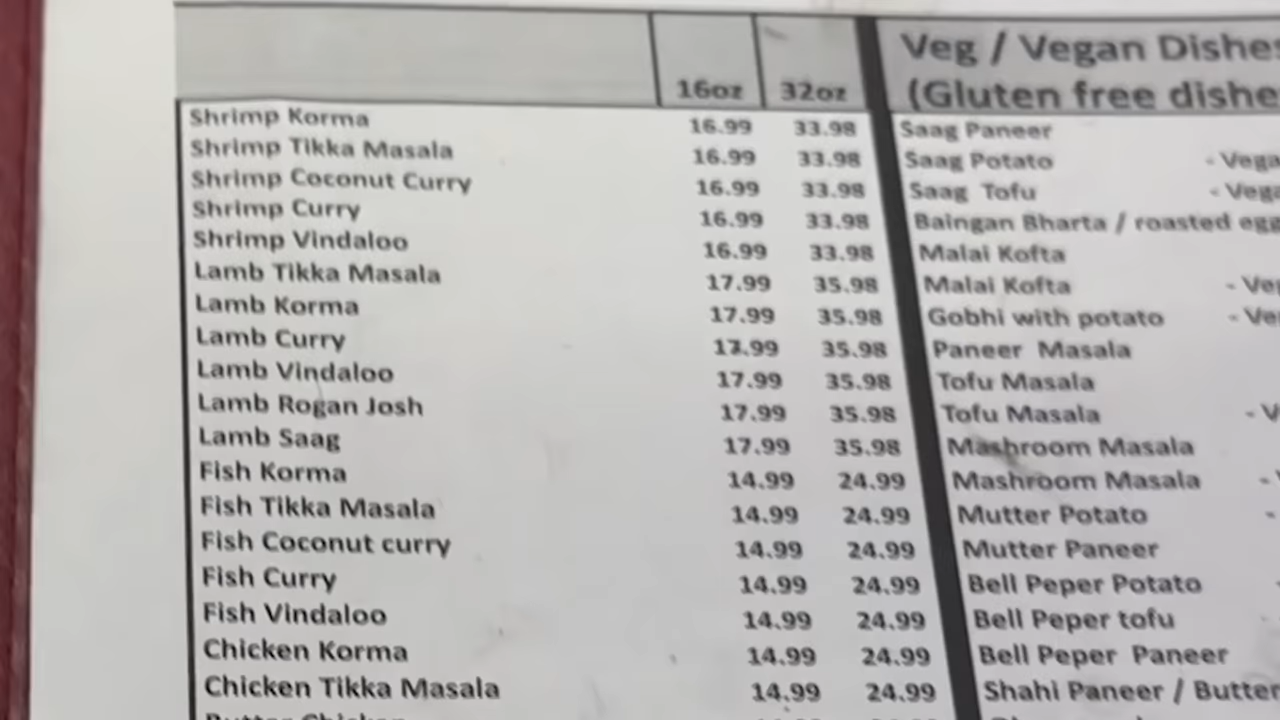 16oz 32oz
Shrimp Korma 16.99 33.98
Shrimp Tikka Masala 16.99 33.98
Shrimp Coconut Curry 16.99 33.98
Shrimp Curry 16.99 33.98
Shrimp Vindaloo 16.99 33.98
Lamb Tikka Masala 17.99 35.98
Lamb Korma 17.99 35.98
Lamb Curry 17.99 35.98
Lamb Vindaloo 17.99 35.98
Lamb Rogan Josh 17.99 35.98
Lamb Saag 17.99 35.98
Fish Korma 14.99 24.99
Fish Tikka Masala 14.99 24.99
Fish Coconut curry 14.99 24.99
Fish Curry 14.99 24.99
Fish Vindaloo 14.99 24.99
Chicken Korma 14.99 24.99
Chicken Tikka Masala 14.99 24.99
Veg / Vegan Dishes
(Gluten free dishe
Saag Paneer
Saag Potato - Vega
Saag Tofu - Vega
Baingan Bharta / roasted egg
Malai Kofta
Malai Kofta - Veg
Gobhi with potato - Ve
Paneer Masala
Tofu Masala
Tofu Masala - V
Mashroom Masala
Mashroom Masala -
Mutter Potato -
Mutter Paneer
Bell Peper Potato
Bell Peper tofu
Bell Peper Paneer
Shahi Paneer / Butter